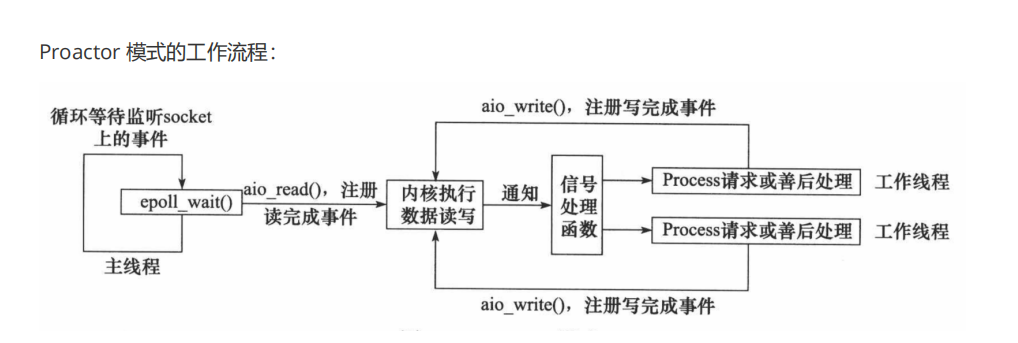 Proactor 模式的工作流程：
aio_write()，注册写完成事件
循环等待监听socket
上的事件
epoll_wait()
aio_read()，注册
读完成事件
内核执行
数据读写
通知
信号
处理
函数
Process请求或善后处理
工作线程
Process请求或善后处理
工作线程
主线程
aio_write()，注册写完成事件